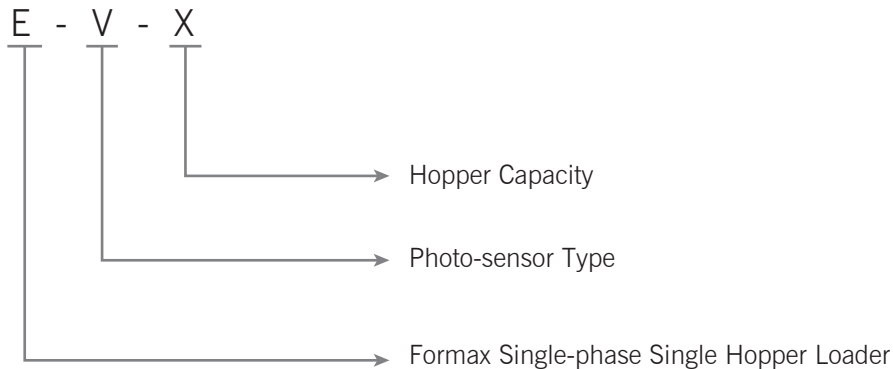 E - V - X
Hopper Capacity
Photo-sensor Type
Formax Single-phase Single Hopper Loader